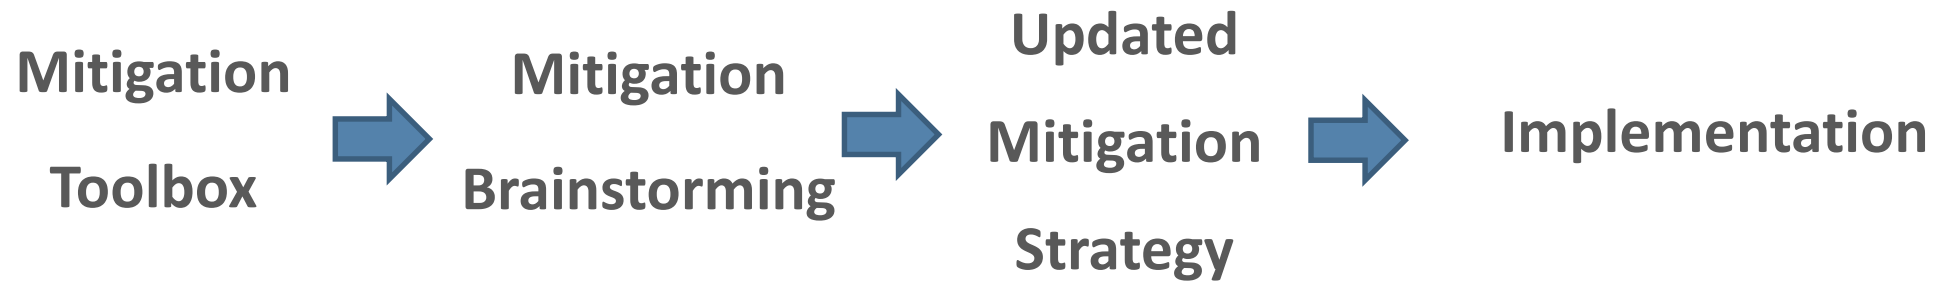 Mitigation
Toolbox
Mitigation
Brainstorming
Updated
Mitigation
Strategy
Implementation